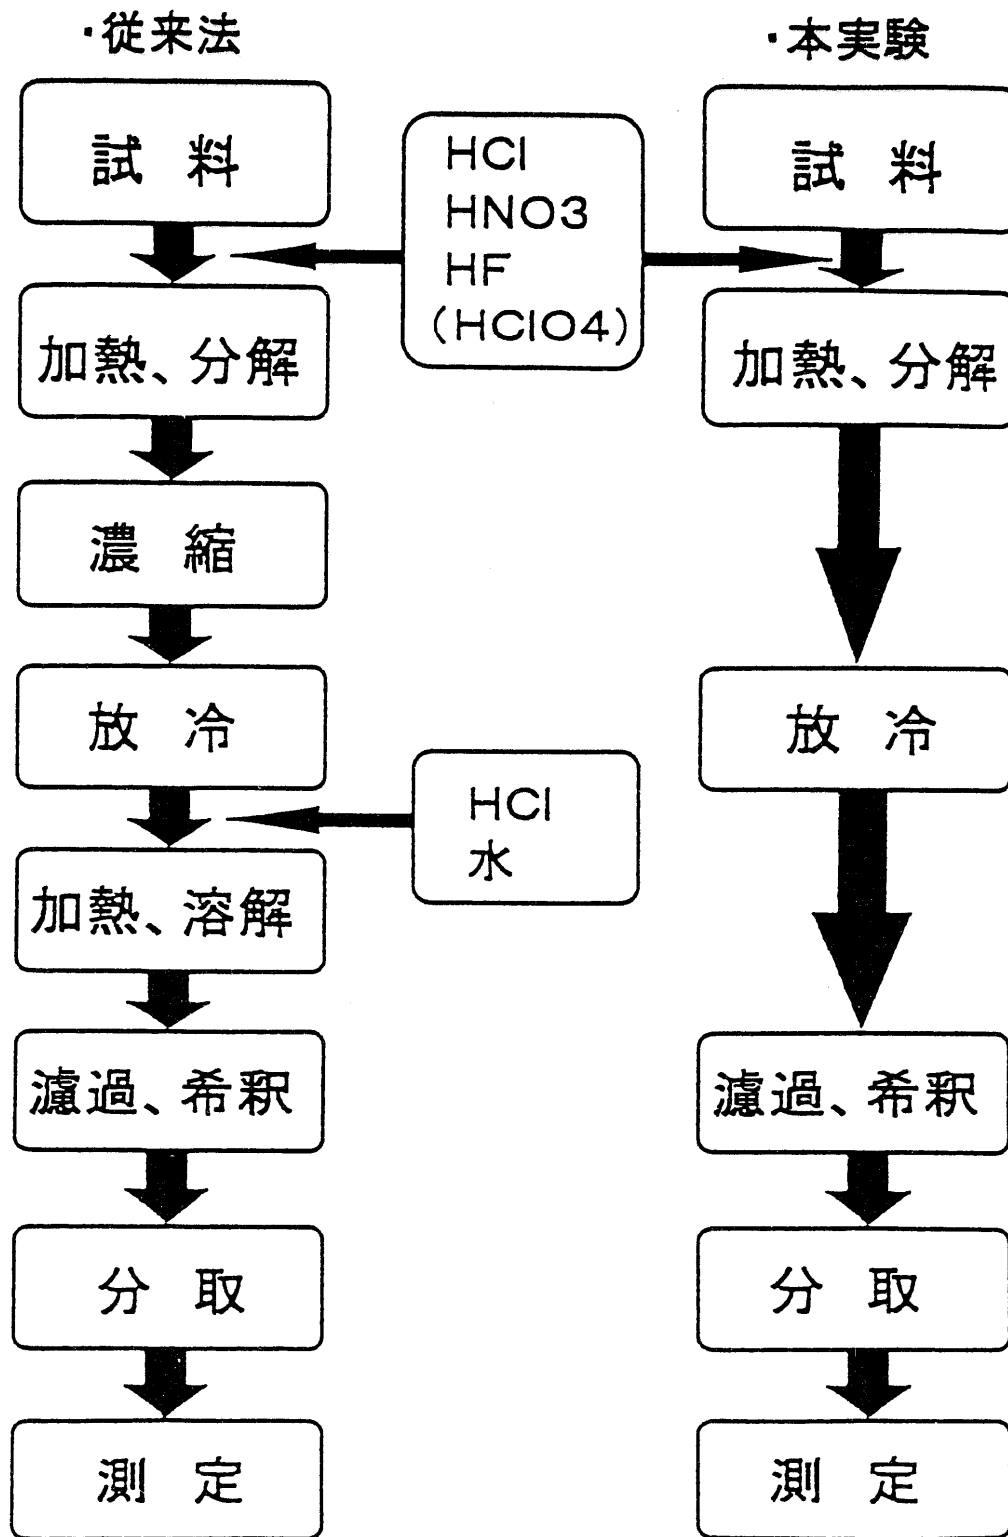 ・従来法
試料
加熱、分解
濃縮
放冷
加熱、溶解
濾過、希釈
分取
測定
HCl
HNO3
HF
(HClO4)
HCl
水
・本実験
試料
加熱、分解
放冷
濾過、希釈
分取
測定